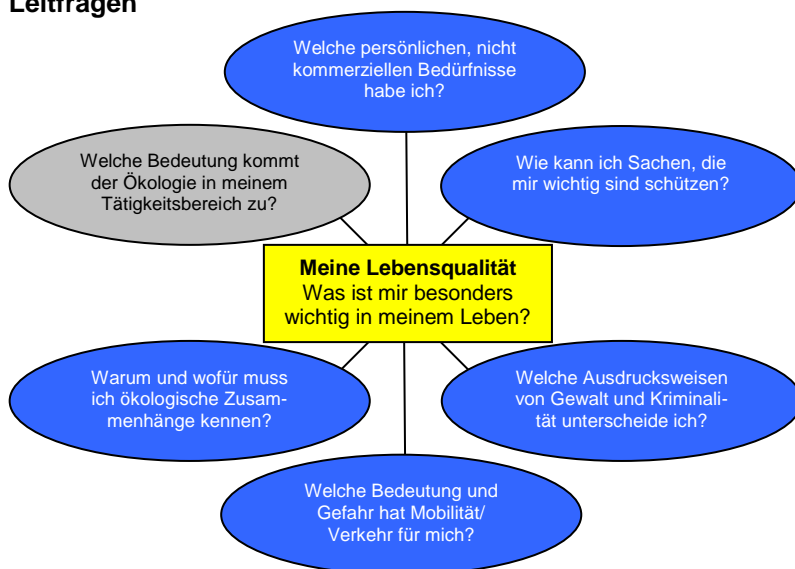 Leitfragen
Welche persönlichen, nicht
kommerziellen Bedürfnisse
habe ich?
Welche Bedeutung kommt
der Ökologie in meinem
Tätigkeitsbereich zu?
Wie kann ich Sachen, die
mir wichtig sind schützen?
Meine Lebensqualität
Was ist mir besonders
wichtig in meinem Leben?
Warum und wofür muss
ich ökologische Zusam-
menhänge kennen?
Welche Ausdrucksweisen
von Gewalt und Kriminali-
tät unterscheide ich?
Welche Bedeutung und
Gefahr hat Mobilität/
Verkehr für mich?